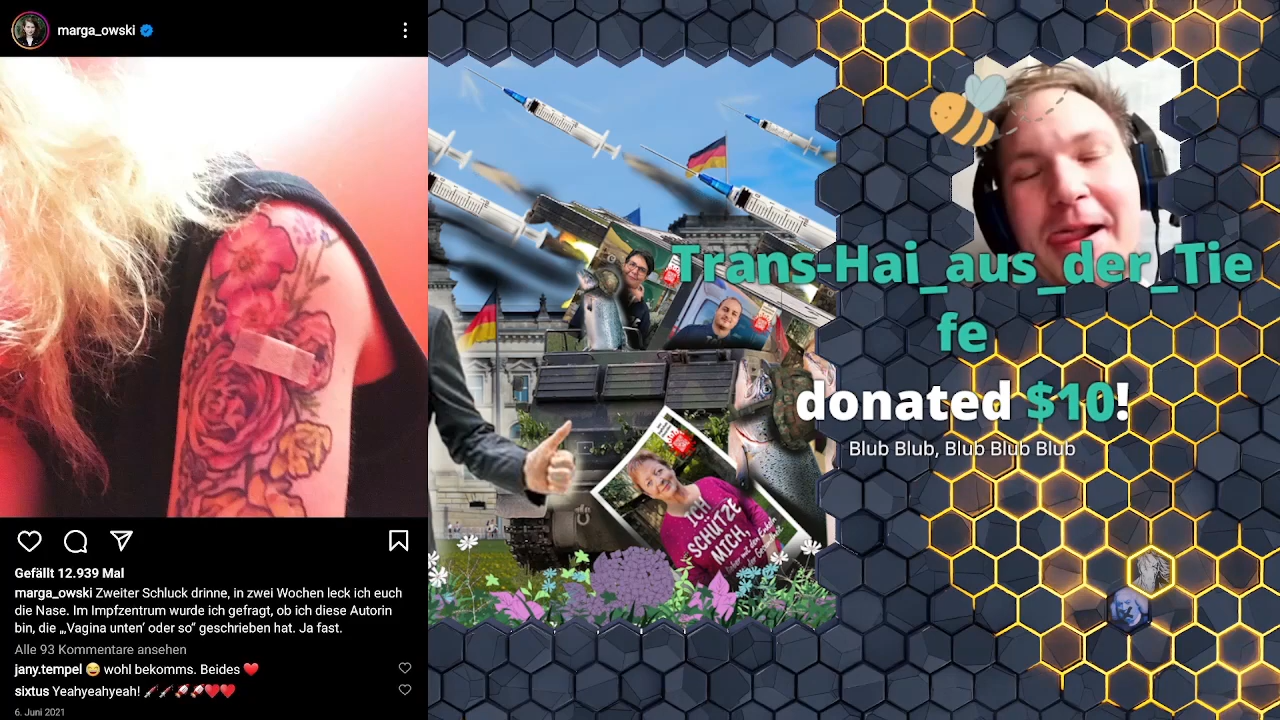 marga_owski
Gefällt 12.939 Mal
marga_owski Zweiter Schluck drinne, in zwei Wochen leck ich euch
die Nase. Im Impfzentrum wurde ich gefragt, ob ich diese Autorin
bin, die „‚Vagina unten‘ oder so“ geschrieben hat. Ja fast.
Alle 93 Kommentare ansehen
jany.tempel 😂 wohl bekomms. Beides ❤️
sixtus Yeahyeahyeah! 💉💉🚀🚀❤️❤️
6. Juni 2021
ICH
SCHÜTZE
MICH,
Trans-Hai_aus_der_Tie
fe
donated $10!
Blub Blub, Blub Blub Blub